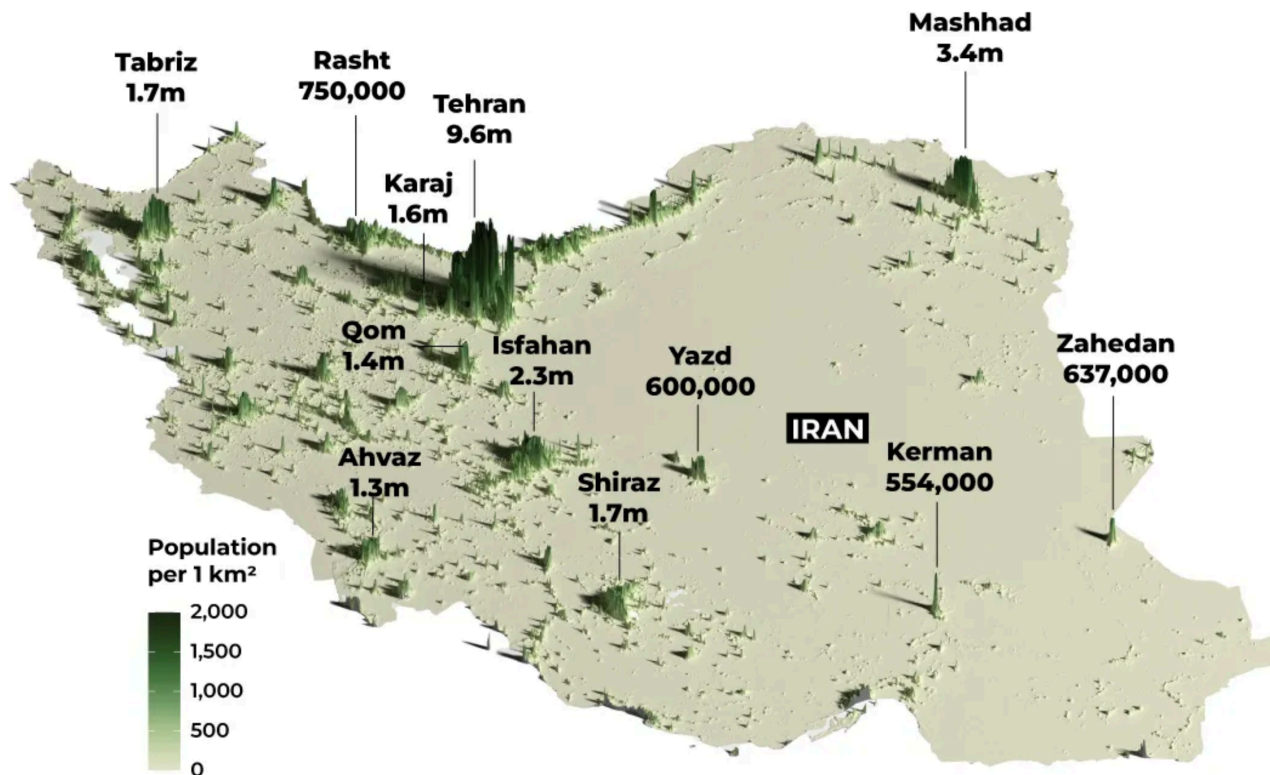 Mashhad
3.4m
Tabriz
1.7m
Rasht
750,000
Tehran
9.6m
Karaj
1.6m
Qom
1.4m
Isfahan
2.3m
Yazd
600,000
Zahedan
637,000
IRAN
Ahvaz
1.3m
Shiraz
1.7m
Kerman
554,000
Population
per 1 km²
2,000
1,500
1,000
500
0